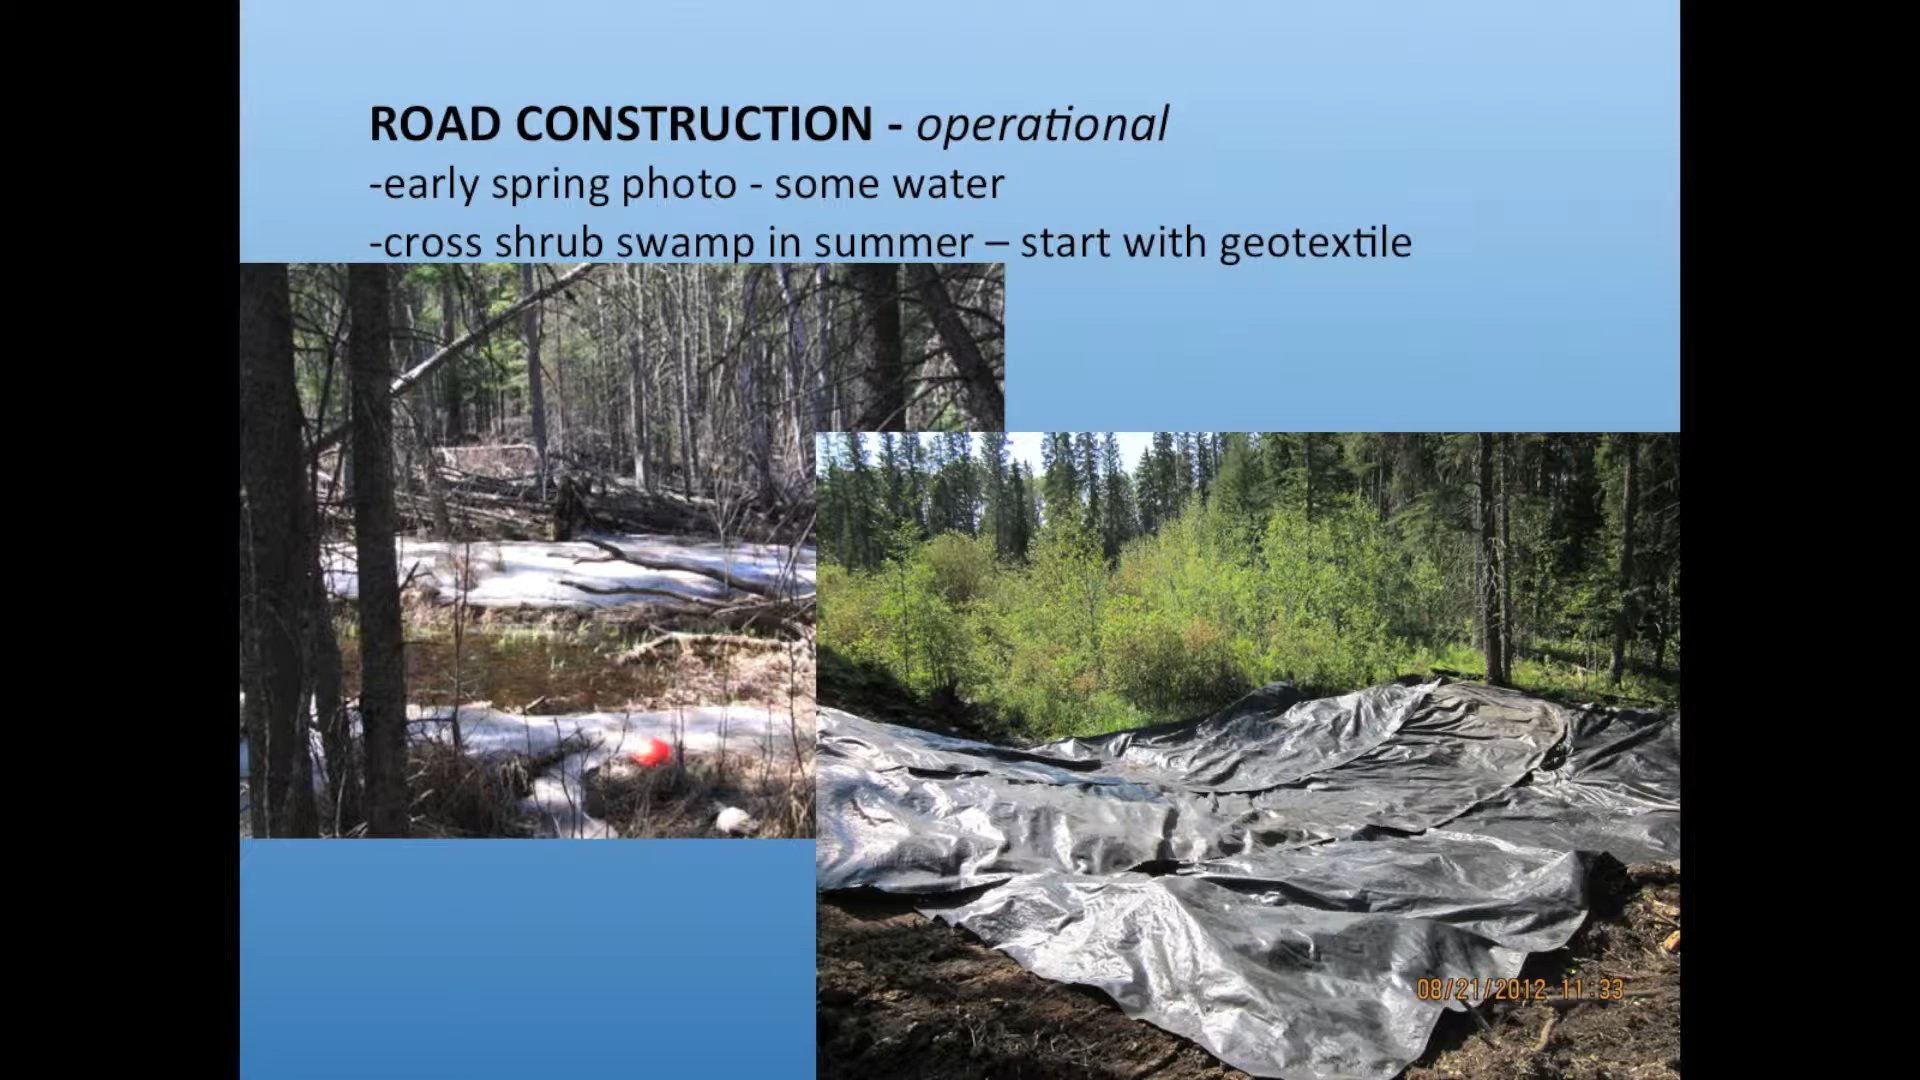 ROAD CONSTRUCTION - operational
-early spring photo - some water
-cross shrub swamp in summer – start with geotextile
08/21/2012 11:33